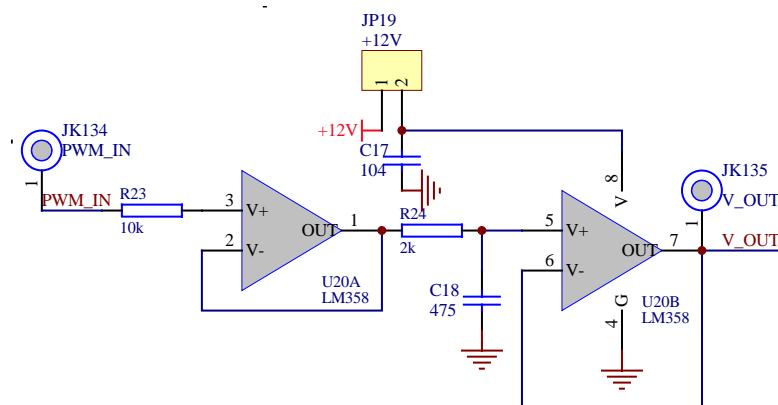 JP19
+12V
1
2
+12V
C17
104
JK134
PWM_IN
1
PWM_IN
R23
10k
3
V+
2
V-
OUT
1
U20A
LM358
R24
2k
C18
475
5
V+
6
V-
OUT
7
8
V
4
G
U20B
LM358
JK135
V_OUT
1
V_OUT